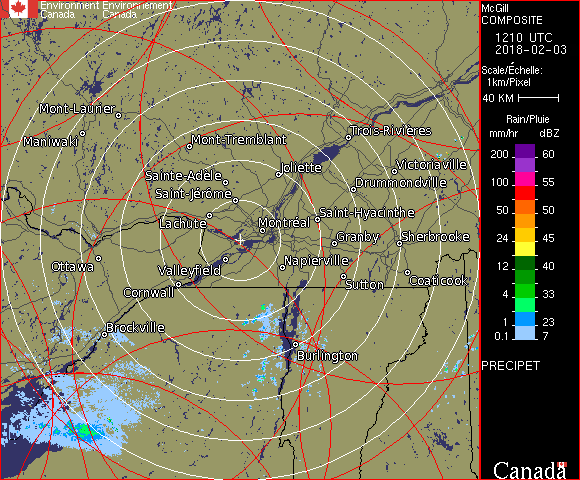 Environment Environnement
Canada Canada
McGill
COMPOSITE
1210 UTC
2018-02-03
Scale/Échelle:
1km/Pixel
40 KM
Rain/Pluie
mm/hr dBZ
200 60
100 55
50 50
24 45
12 40
4 33
1 23
0.1 7
PRECIPET
Canada
Mont-Laurier
Trois-Rivières
Maniwaki
Mont-Tremblant
Victoriaville
Joliette
Sainte-Adèle
Drummondville
Saint-Jérôme
Saint-Hyacinthe
Lachute
Montréal
Granby
Sherbrooke
Ottawa
Valleyfield
Napierville
Coaticook
Sutton
Cornwall
Brockville
Burlington